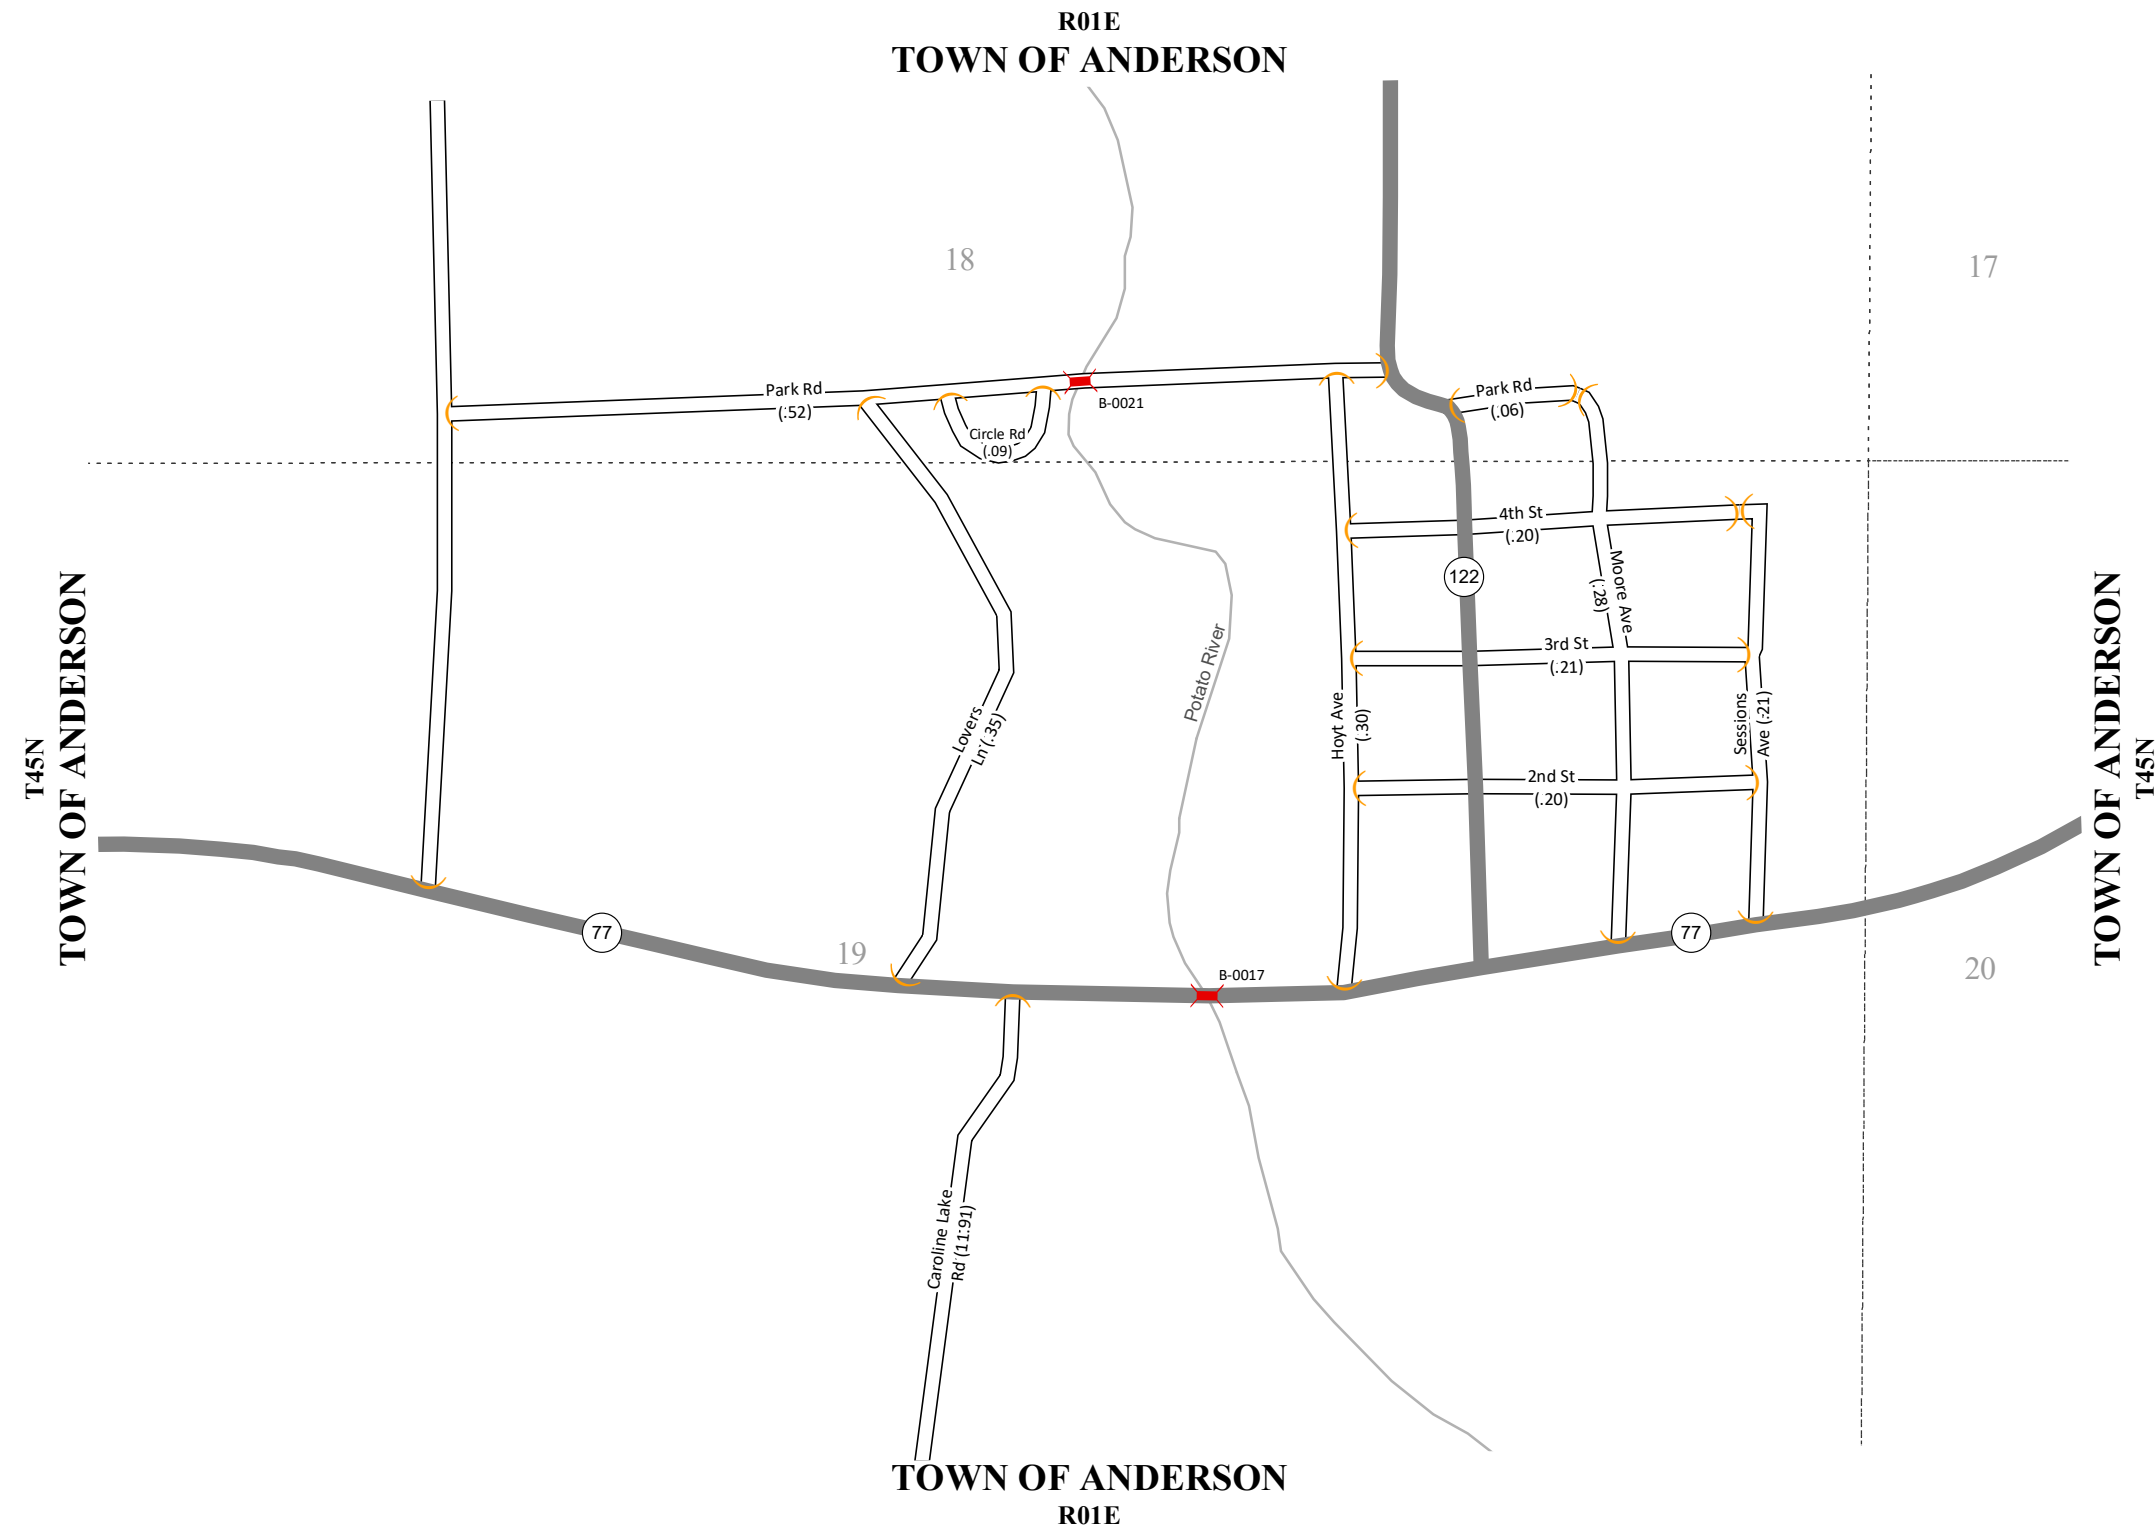 R01E
TOWN OF ANDERSON
18
17
Park Rd
(.52)
B-0021
Park Rd
(.06)
Circle Rd
(.09)
4th St
(.20)
122
Moore Ave
(.28)
T45N
TOWN OF ANDERSON
TOWN OF ANDERSON
T45N
Potato River
3rd St
(.21)
Lovers
Ln (.35)
Hoyt Ave
(.30)
Sessions
Ave (.21)
2nd St
(.20)
77
77
19
20
B-0017
Caroline Lake
Rd (11.91)
TOWN OF ANDERSON
R01E